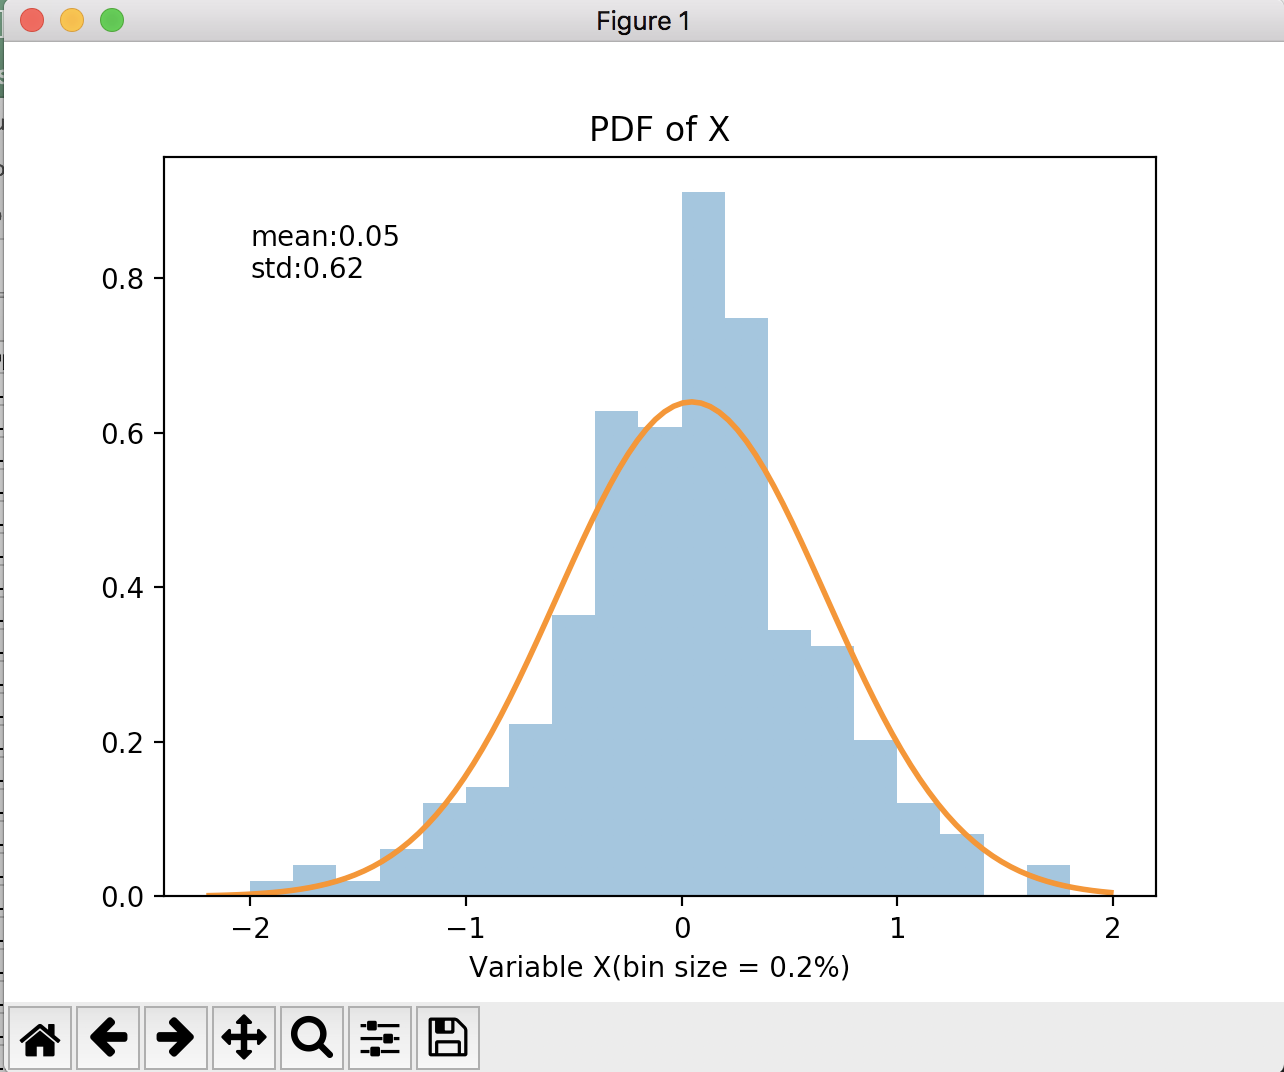 Figure 1
PDF of X
mean:0.05
std:0.62
0.8
0.6
0.4
0.2
0.0
−2 −1 0 1 2
Variable X(bin size = 0.2%)